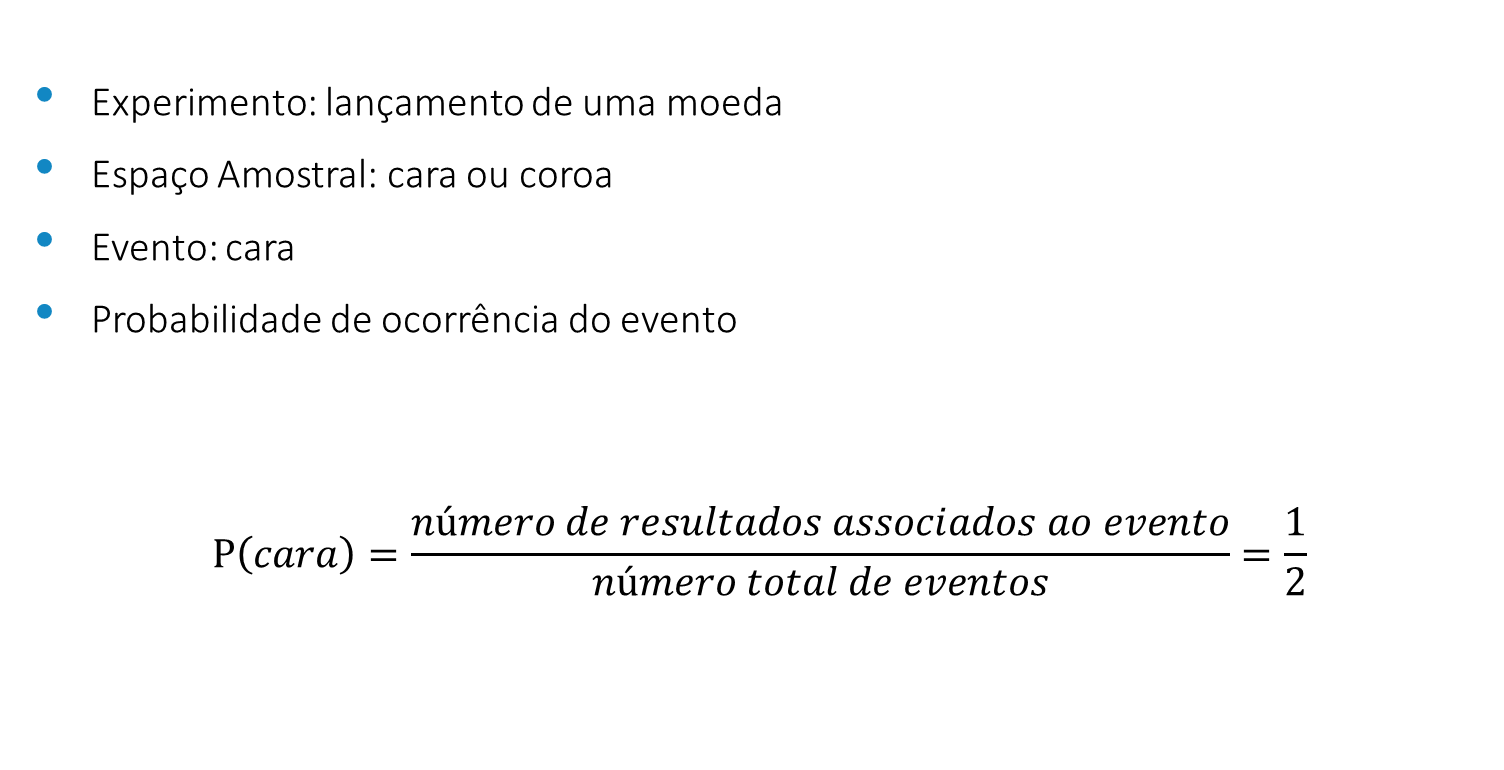 • Experimento: lançamento de uma moeda
• Espaço Amostral: cara ou coroa
• Evento: cara
• Probabilidade de ocorrência do evento
P(cara) = número de resultados associados ao evento / número total de eventos = 1/2